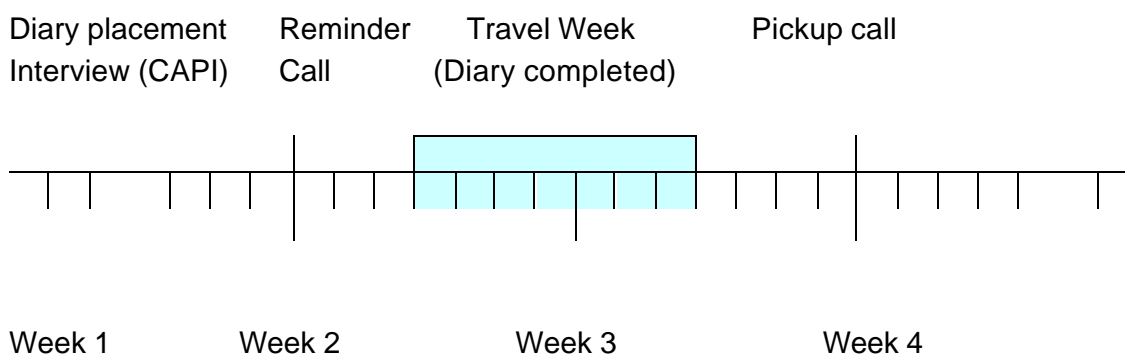 Diary placement Reminder Travel Week Pickup call
Interview (CAPI) Call (Diary completed)
Week 1 Week 2 Week 3 Week 4